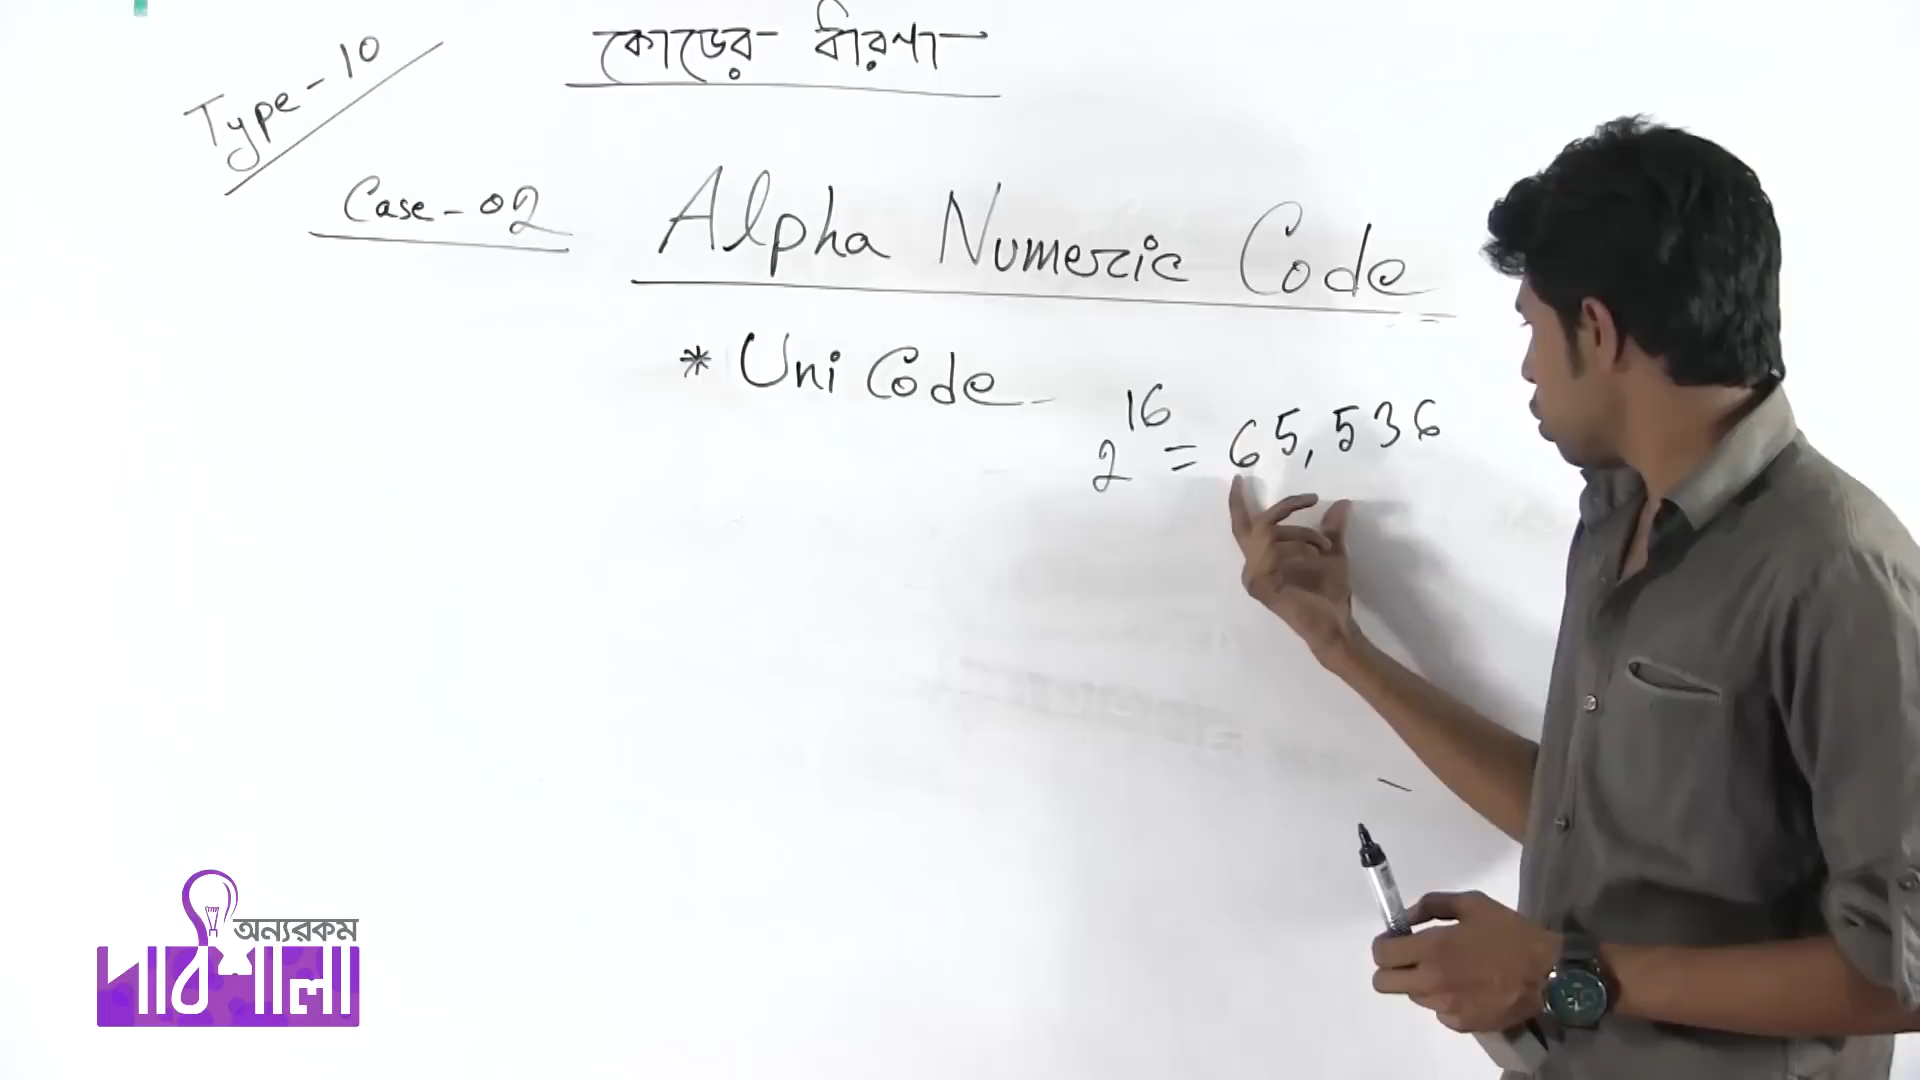 কোডের ধারণা
Type-10
Case-02
Alpha Numeric Code
* Uni Code
2^16 = 65,536
অন্যরকম
পাঠশালা